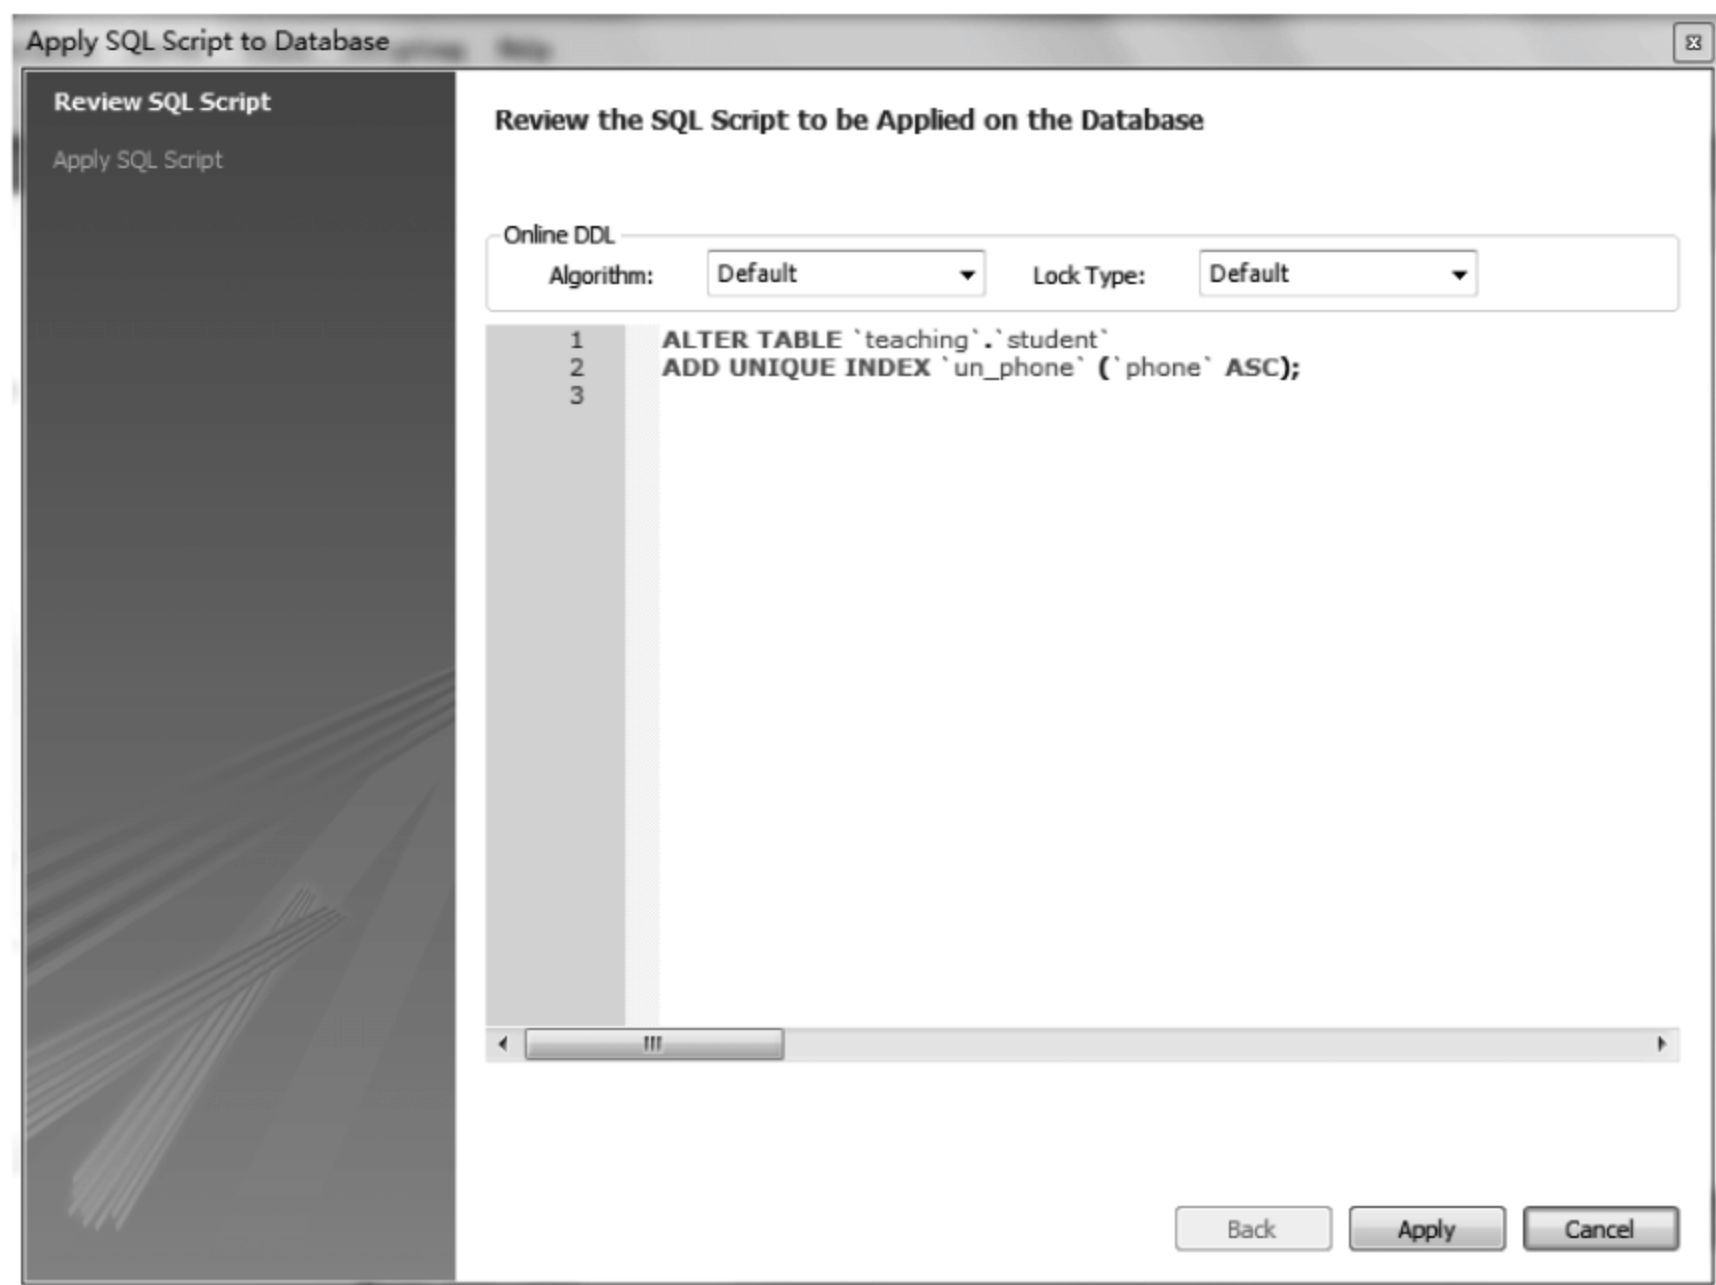 Apply SQL Script to Database
Review SQL Script
Apply SQL Script
Review the SQL Script to be Applied on the Database
Online DDL
Algorithm: Default Lock Type: Default
1 ALTER TABLE `teaching`.`student`
2 ADD UNIQUE INDEX `un_phone` (`phone` ASC);
3
Back Apply Cancel